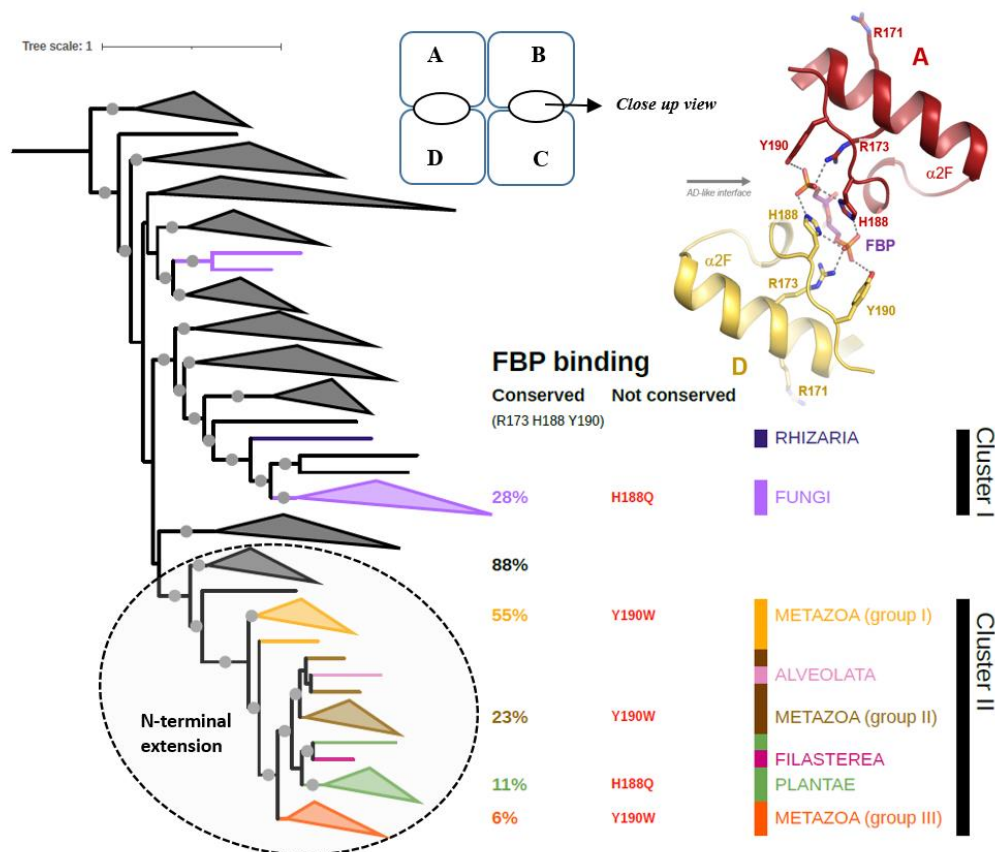 Tree scale: 1
A
B
D
C
Close up view
R171
A
Y190
R173
α2F
AD-like interface
H188
H188
FBP
α2F
R173
Y190
D
R171
FBP binding
Conserved
Not conserved
(R173 H188 Y190)
RHIZARIA
28%
H188Q
FUNGI
Cluster I
88%
55%
Y190W
METAZOA (group I)
ALVEOLATA
N-terminal
extension
23%
Y190W
METAZOA (group II)
FILASTEREA
11%
H188Q
PLANTAE
6%
Y190W
METAZOA (group III)
Cluster II